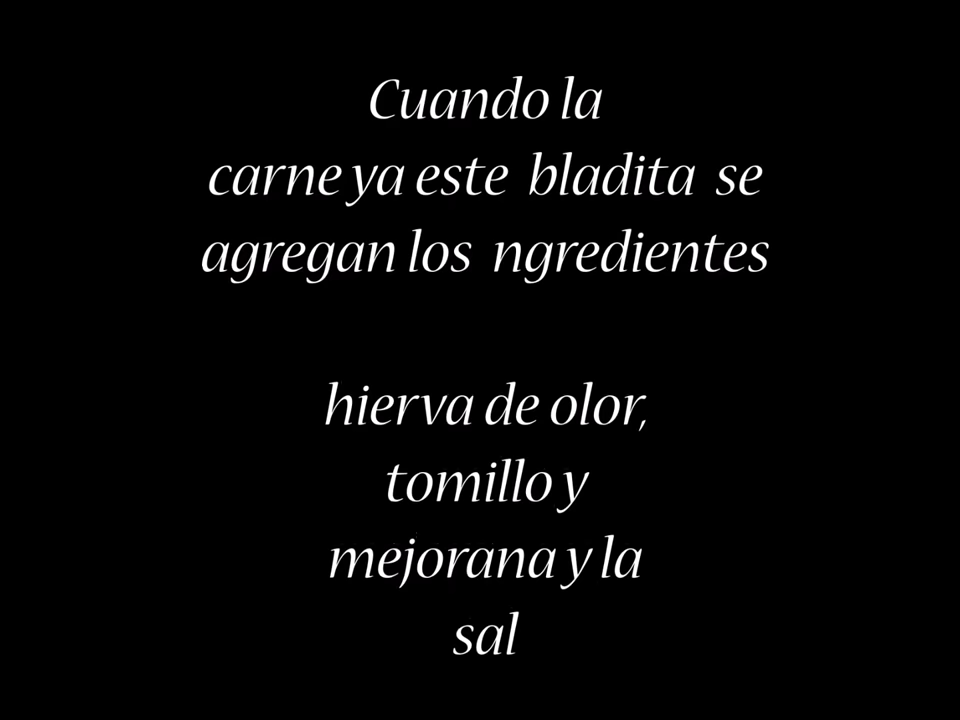 Cuando la
carne ya este bladita se
agregan los ngredientes
hierva de olor,
tomillo y
mejorana y la
sal